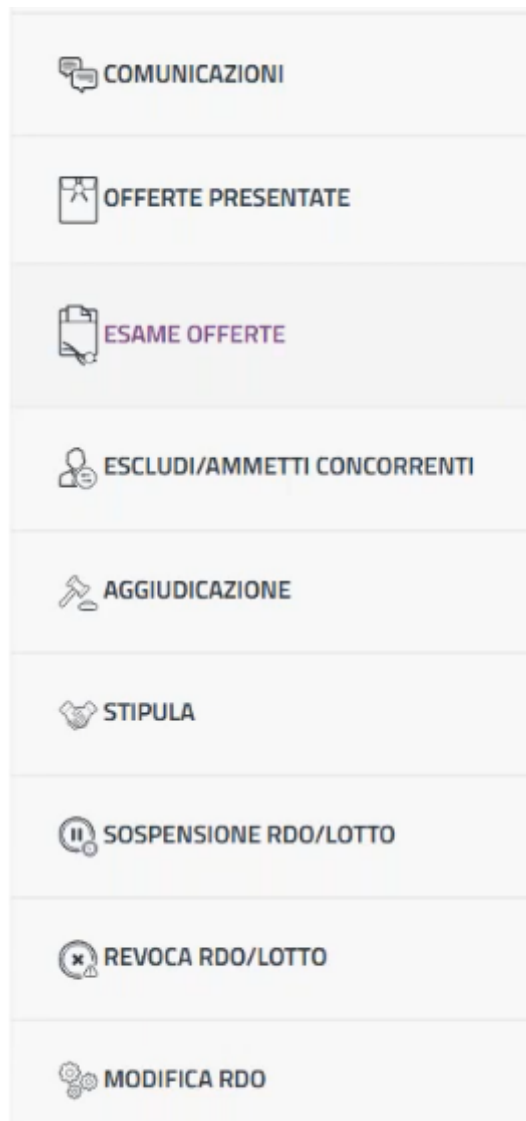 COMUNICAZIONI
OFFERTE PRESENTATE
ESAME OFFERTE
ESCLUDI/AMMETTI CONCORRENTI
AGGIUDICAZIONE
STIPULA
SOSPENSIONE RDO/LOTTO
REVOCA RDO/LOTTO
MODIFICA RDO